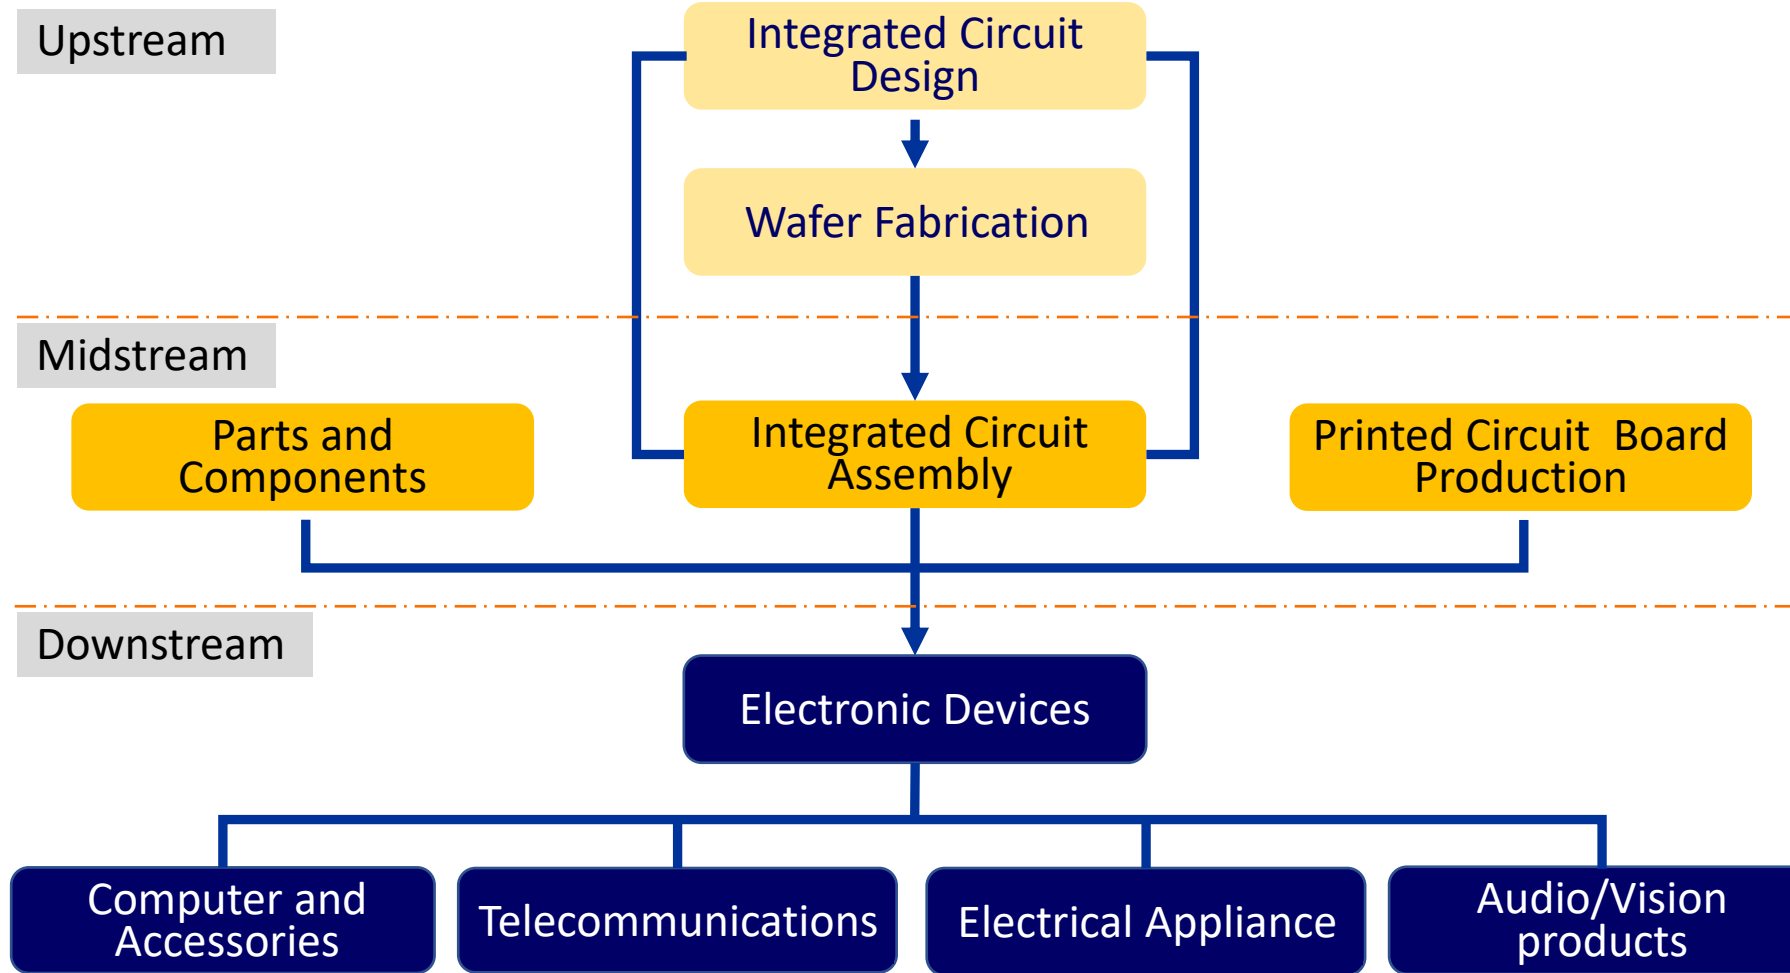 Upstream
Integrated Circuit
Design
Wafer Fabrication
Midstream
Parts and
Components
Integrated Circuit
Assembly
Printed Circuit  Board
Production
Downstream
Electronic Devices
Computer and
Accessories
Telecommunications
Electrical Appliance
Audio/Vision
products